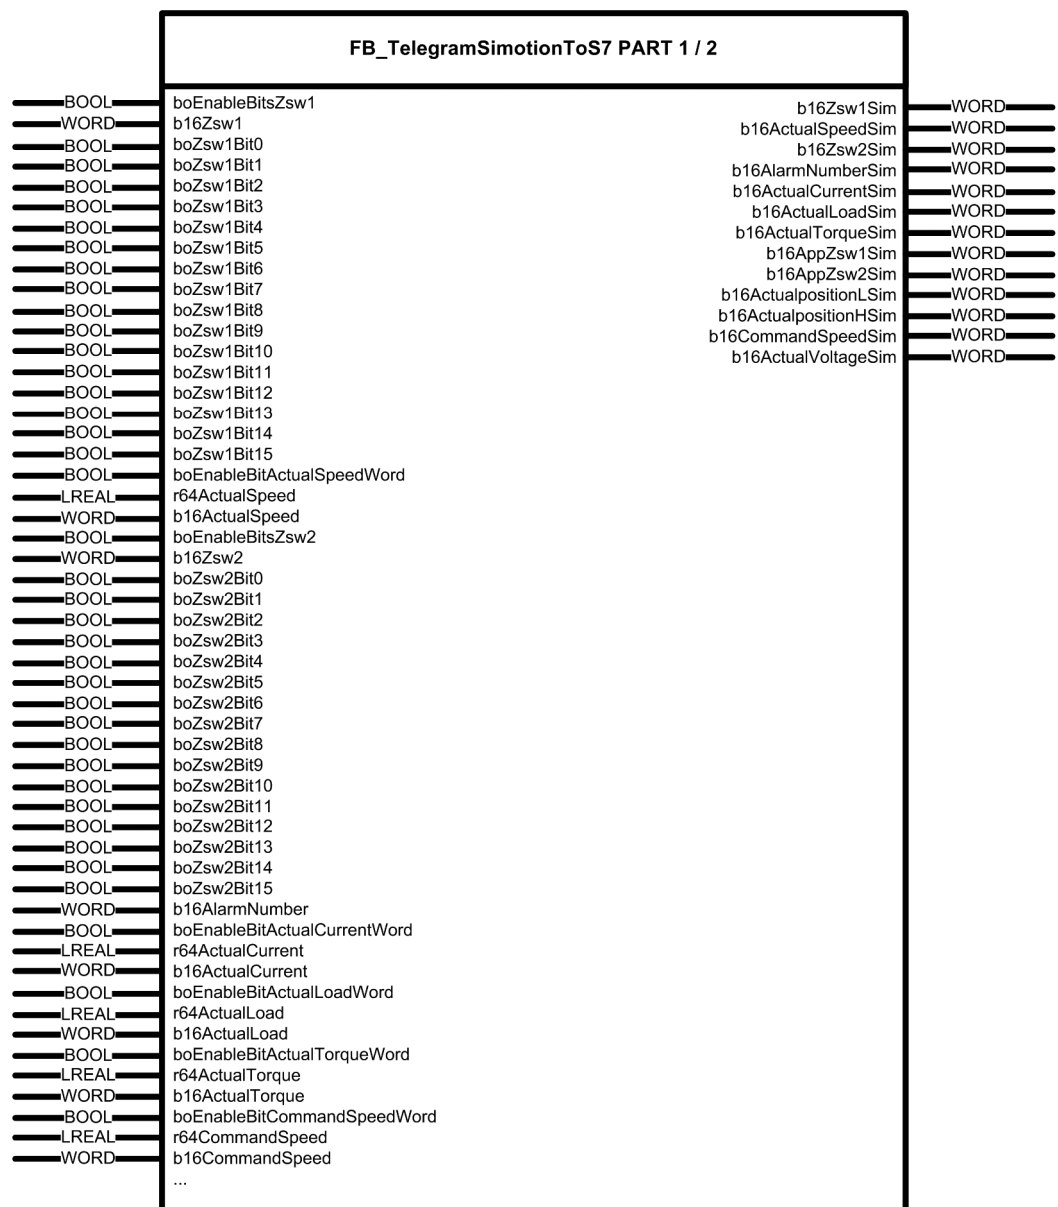 FB_TelegramSimotionToS7 PART 1 / 2
BOOL boEnableBitsZsw1
WORD b16Zsw1
BOOL boZsw1Bit0
BOOL boZsw1Bit1
BOOL boZsw1Bit2
BOOL boZsw1Bit3
BOOL boZsw1Bit4
BOOL boZsw1Bit5
BOOL boZsw1Bit6
BOOL boZsw1Bit7
BOOL boZsw1Bit8
BOOL boZsw1Bit9
BOOL boZsw1Bit10
BOOL boZsw1Bit11
BOOL boZsw1Bit12
BOOL boZsw1Bit13
BOOL boZsw1Bit14
BOOL boZsw1Bit15
BOOL boEnableBitActualSpeedWord
LREAL r64ActualSpeed
WORD b16ActualSpeed
BOOL boEnableBitsZsw2
WORD b16Zsw2
BOOL boZsw2Bit0
BOOL boZsw2Bit1
BOOL boZsw2Bit2
BOOL boZsw2Bit3
BOOL boZsw2Bit4
BOOL boZsw2Bit5
BOOL boZsw2Bit6
BOOL boZsw2Bit7
BOOL boZsw2Bit8
BOOL boZsw2Bit9
BOOL boZsw2Bit10
BOOL boZsw2Bit11
BOOL boZsw2Bit12
BOOL boZsw2Bit13
BOOL boZsw2Bit14
BOOL boZsw2Bit15
WORD b16AlarmNumber
BOOL boEnableBitActualCurrentWord
LREAL r64ActualCurrent
WORD b16ActualCurrent
BOOL boEnableBitActualLoadWord
LREAL r64ActualLoad
WORD b16ActualLoad
BOOL boEnableBitActualTorqueWord
LREAL r64ActualTorque
WORD b16ActualTorque
BOOL boEnableBitCommandSpeedWord
LREAL r64CommandSpeed
WORD b16CommandSpeed
...
b16Zsw1Sim WORD
b16ActualSpeedSim WORD
b16Zsw2Sim WORD
b16AlarmNumberSim WORD
b16ActualCurrentSim WORD
b16ActualLoadSim WORD
b16ActualTorqueSim WORD
b16AppZsw1Sim WORD
b16AppZsw2Sim WORD
b16ActualpositionLSim WORD
b16ActualpositionHSim WORD
b16CommandSpeedSim WORD
b16ActualVoltageSim WORD